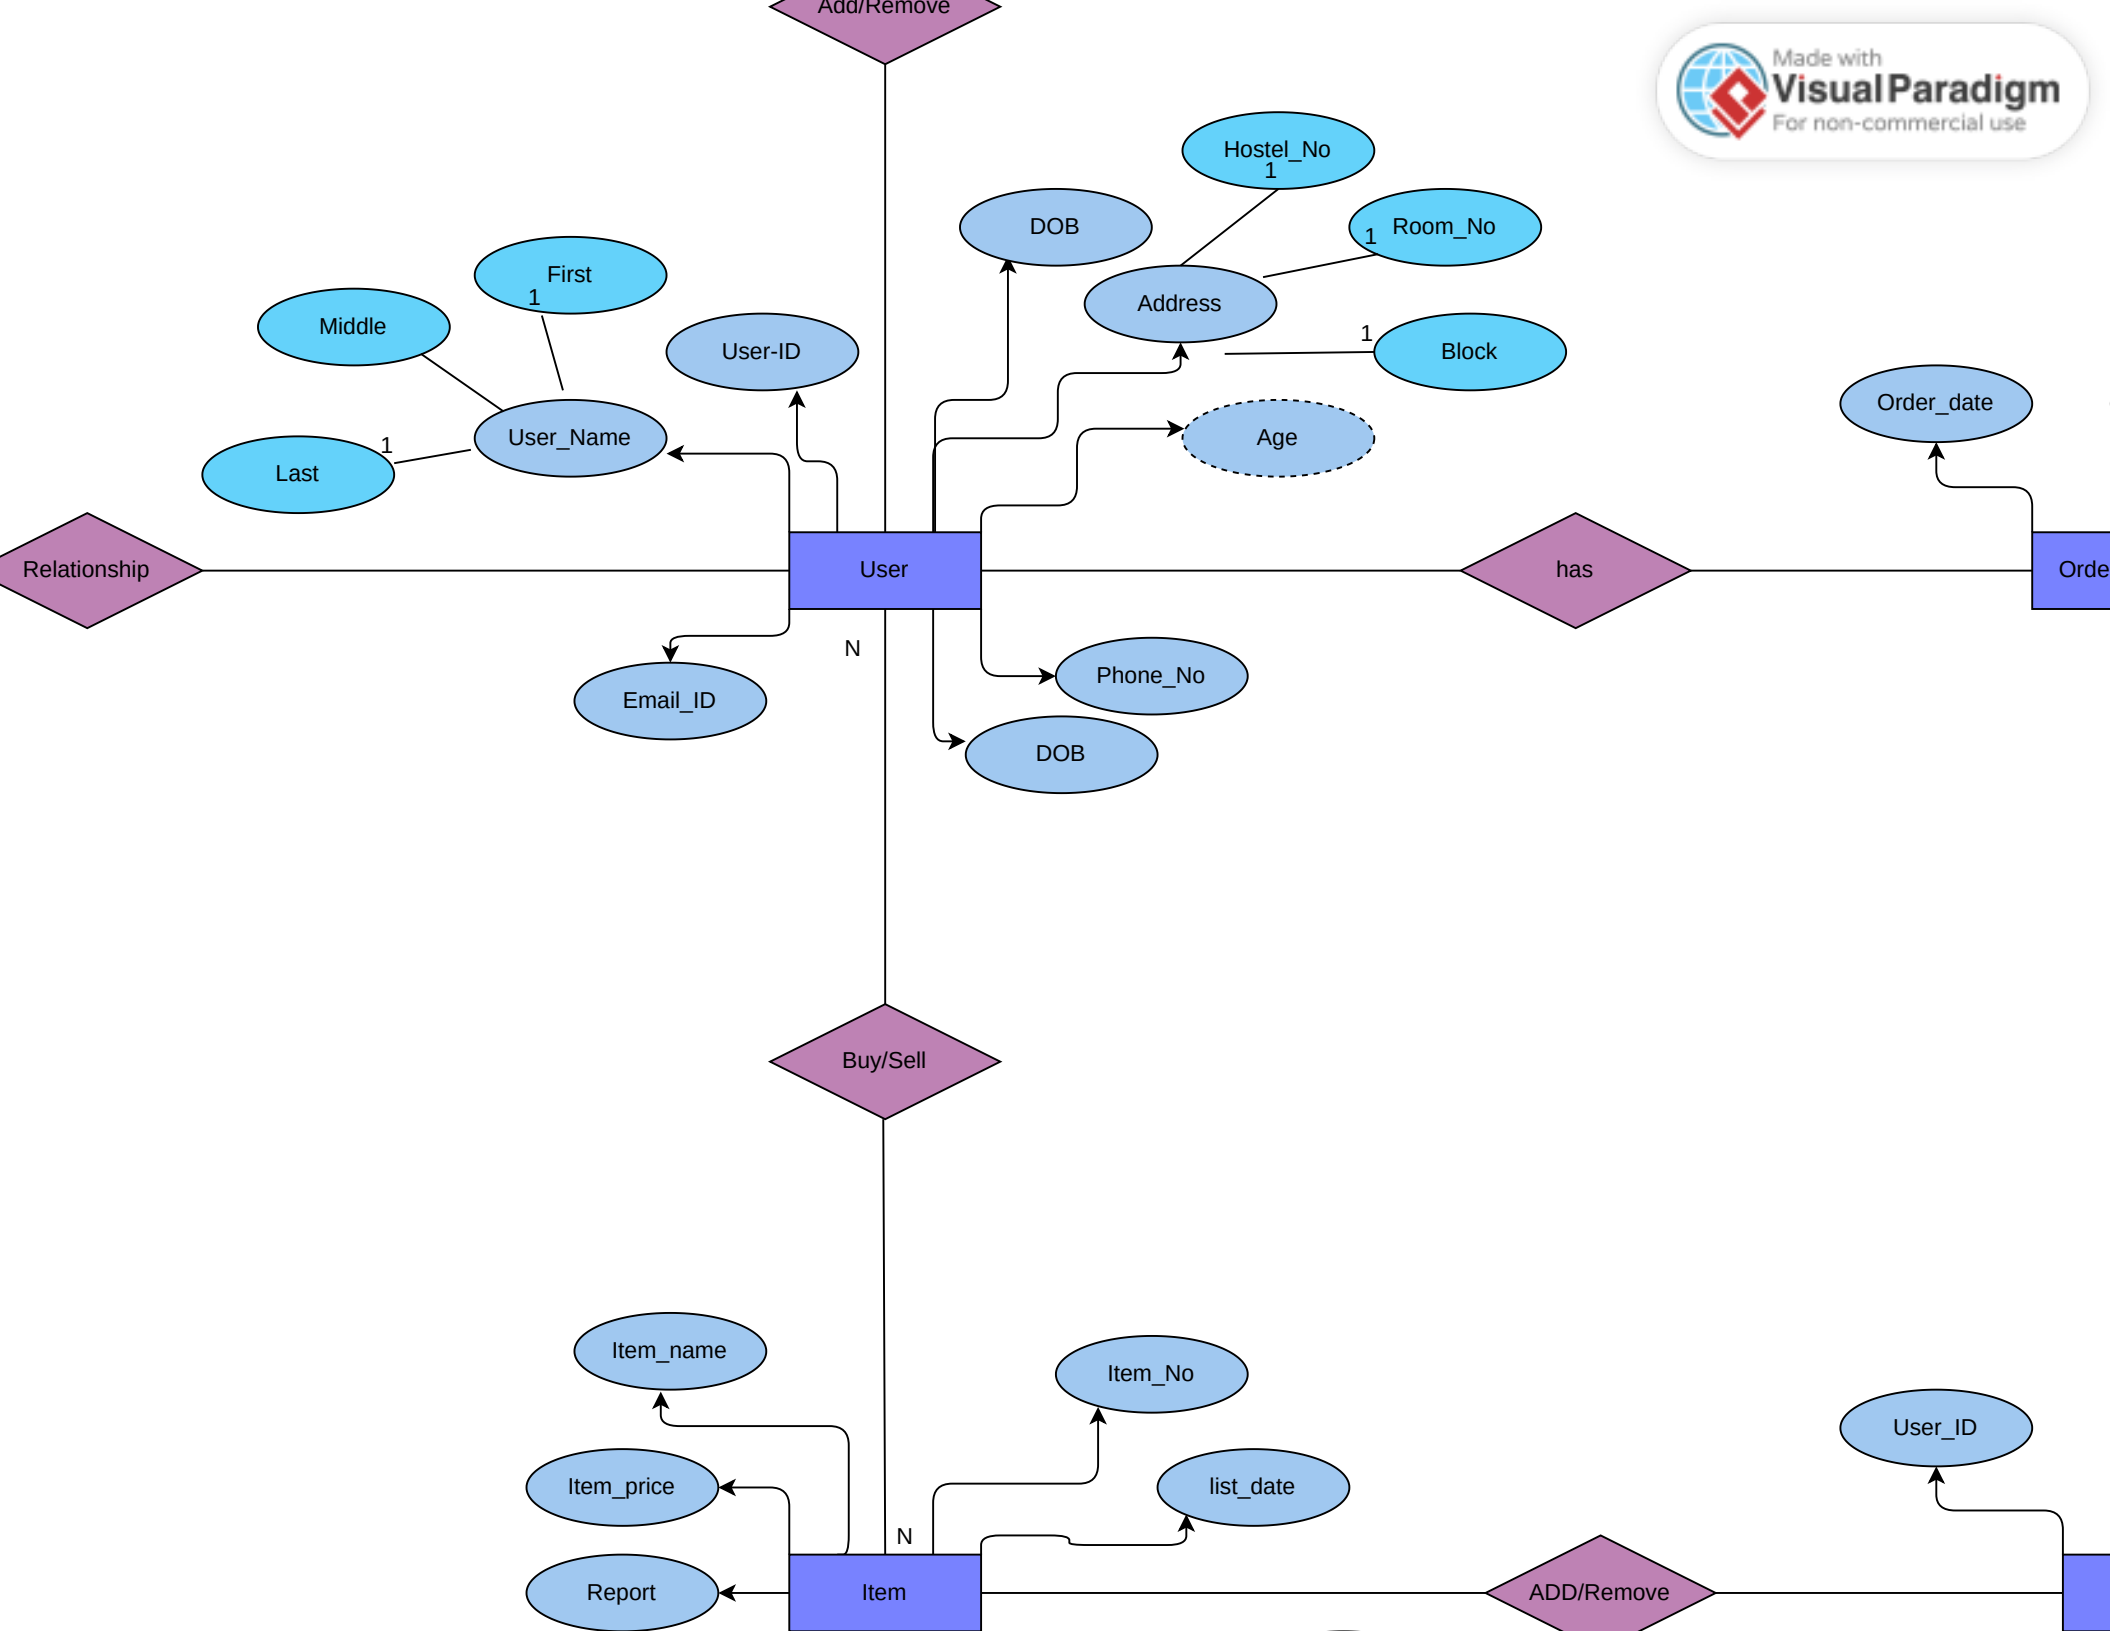 Add/Remove
Made with
Visual Paradigm
For non-commercial use
Hostel_No
1
DOB
Room_No
1
First
1
Address
Middle
User-ID
1
Block
Order_date
User_Name
Age
1
Last
Relationship
User
has
Orde
N
Phone_No
Email_ID
DOB
Buy/Sell
Item_name
Item_No
User_ID
Item_price
list_date
N
Report
Item
ADD/Remove